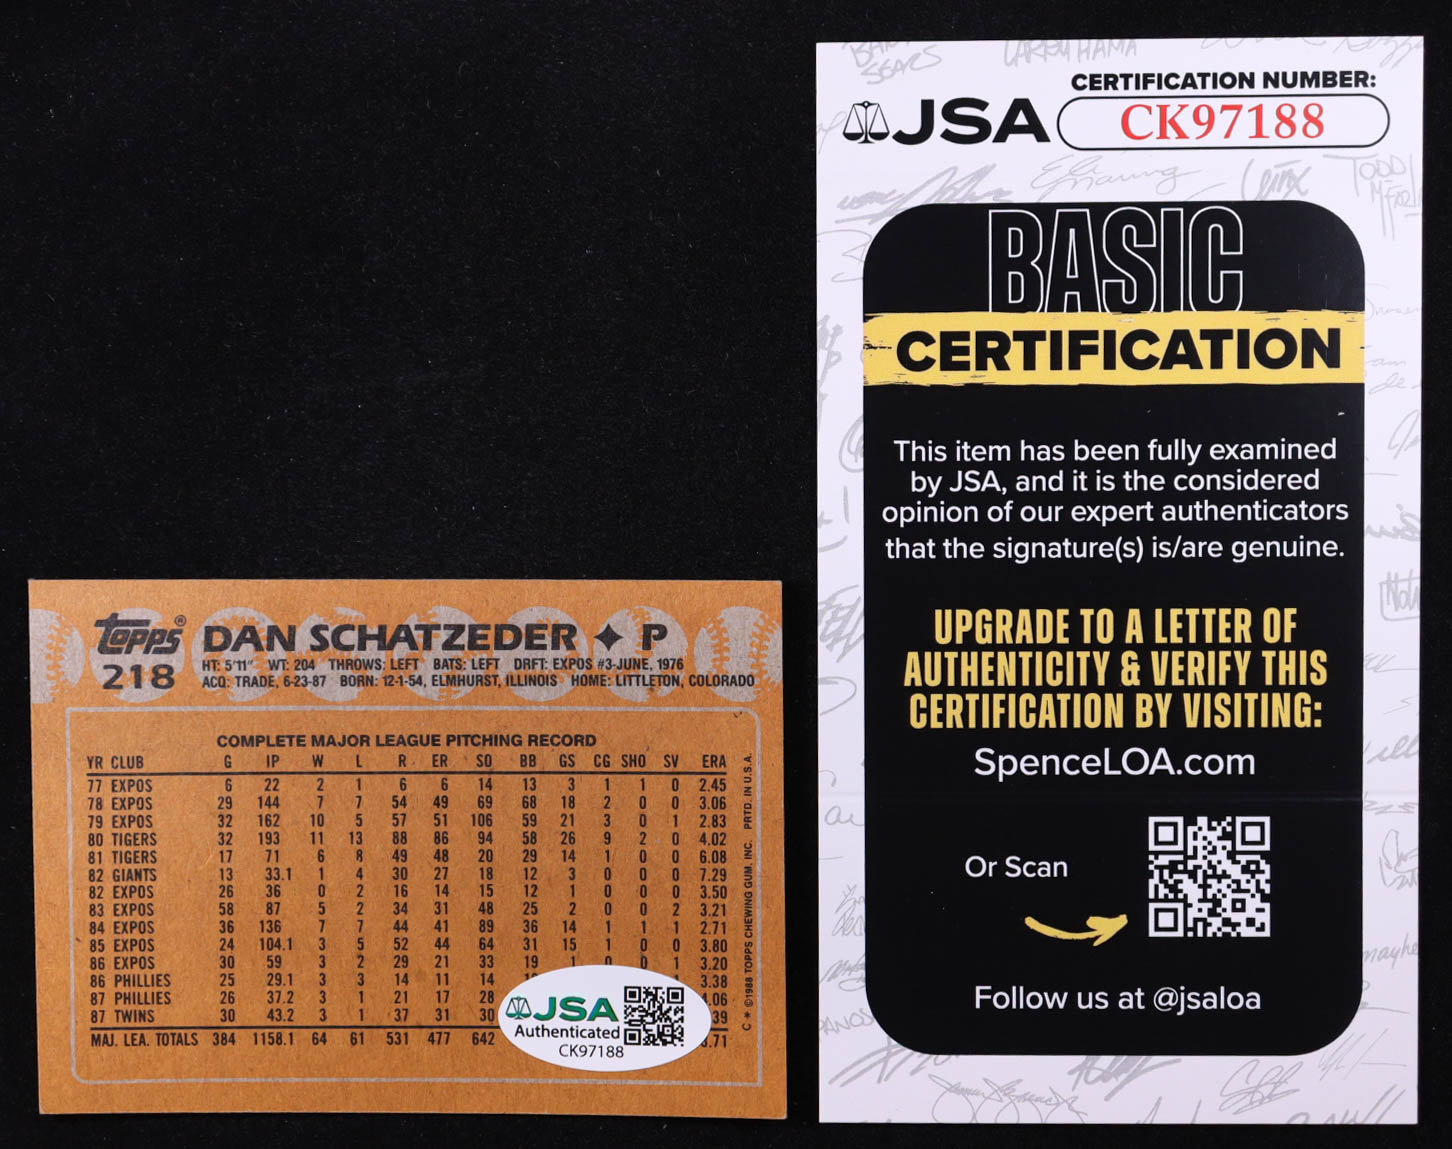 topps®
218
DAN SCHATZEDER ✦ P
HT: 5'11" WT: 204 THROWS: LEFT BATS: LEFT DRFT: EXPOS #3-JUNE, 1976
ACQ: TRADE, 6-23-87 BORN: 12-1-54, ELMHURST, ILLINOIS HOME: LITTLETON, COLORADO
COMPLETE MAJOR LEAGUE PITCHING RECORD
YR CLUB G IP W L R ER SO BB GS CG SHO SV ERA
77 EXPOS 6 22 2 1 6 6 14 13 3 1 1 0 2.45
78 EXPOS 29 144 7 7 54 49 69 68 18 2 0 0 3.06
79 EXPOS 32 162 10 5 57 51 106 59 21 3 0 1 2.83
80 TIGERS 32 193 11 13 88 86 94 58 26 9 2 0 4.02
81 TIGERS 17 71 6 8 49 48 20 29 14 1 0 0 6.08
82 GIANTS 13 33.1 1 4 30 27 18 12 3 0 0 0 7.29
82 EXPOS 26 36 0 2 16 14 15 12 1 0 0 0 3.50
83 EXPOS 58 87 5 2 34 31 48 25 2 0 0 2 3.21
84 EXPOS 36 136 7 7 44 41 89 36 14 1 1 1 2.71
85 EXPOS 24 104.1 3 5 52 44 64 31 15 1 0 0 3.80
86 EXPOS 30 59 3 2 29 21 33 19 1 0 0 1 3.20
86 PHILLIES 25 29.1 3 3 14 11 14 1 3.38
87 PHILLIES 26 37.2 3 1 21 17 28 .06
87 TWINS 30 43.2 3 1 37 31 30 39
MAJ. LEA. TOTALS 384 1158.1 64 61 531 477 642 .71
C * ©1988 TOPPS CHEWING GUM, INC. PRTD. IN U.S.A.
JSA
Authenticated
CK97188
CERTIFICATION NUMBER:
JSA
CK97188
BASIC
CERTIFICATION
This item has been fully examined
by JSA, and it is the considered
opinion of our expert authenticators
that the signature(s) is/are genuine.
UPGRADE TO A LETTER OF
AUTHENTICITY & VERIFY THIS
CERTIFICATION BY VISITING:
SpenceLOA.com
Or Scan
Follow us at @jsaloa